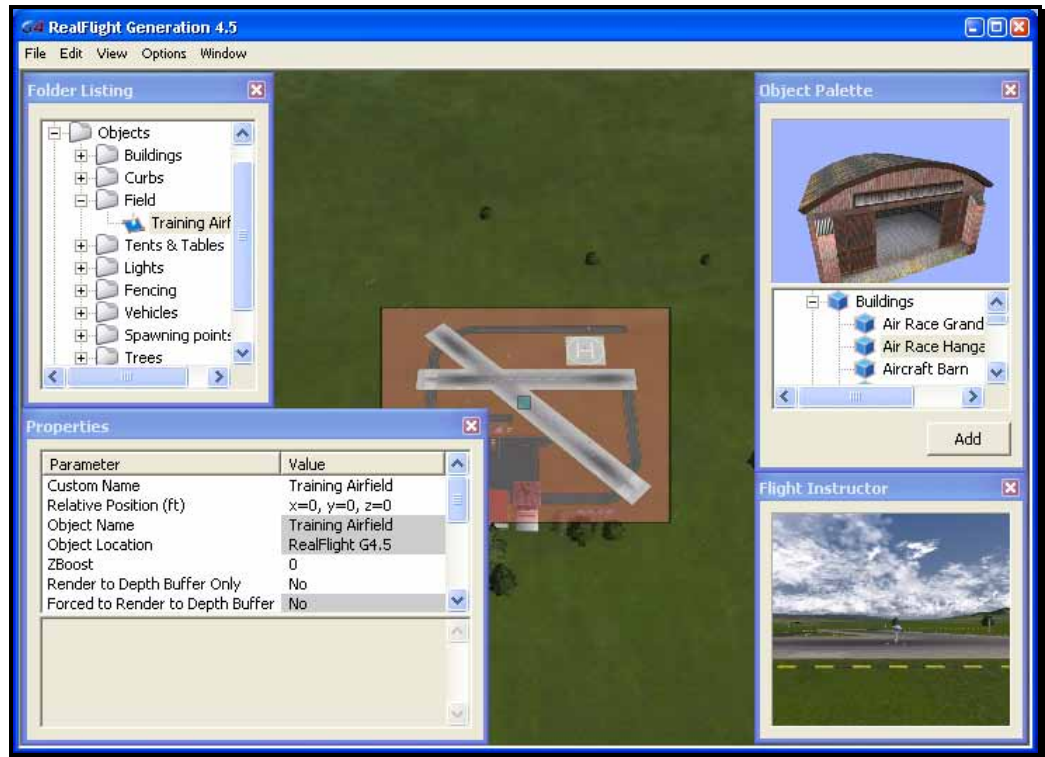 G4 RealFlight Generation 4.5
File Edit View Options Window
Folder Listing
Objects
Buildings
Curbs
Field
Training Airf
Tents & Tables
Lights
Fencing
Vehicles
Spawning points
Trees
Properties
Parameter Value
Custom Name Training Airfield
Relative Position (ft) x=0, y=0, z=0
Object Name Training Airfield
Object Location RealFlight G4.5
ZBoost 0
Render to Depth Buffer Only No
Forced to Render to Depth Buffer No
H
Object Palette
Buildings
Air Race Grand
Air Race Hanga
Aircraft Barn
Add
Flight Instructor